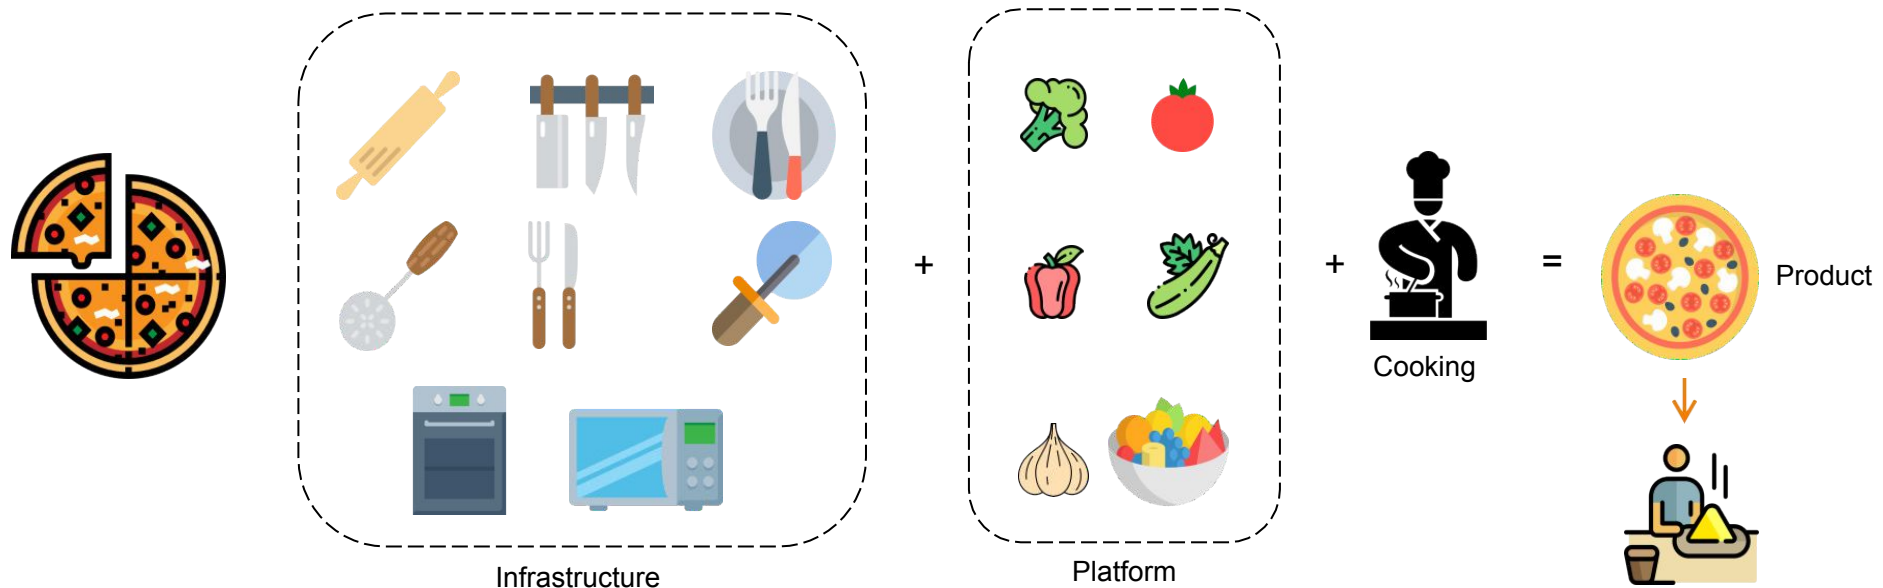 +
+
Cooking
=
Product
Infrastructure
Platform